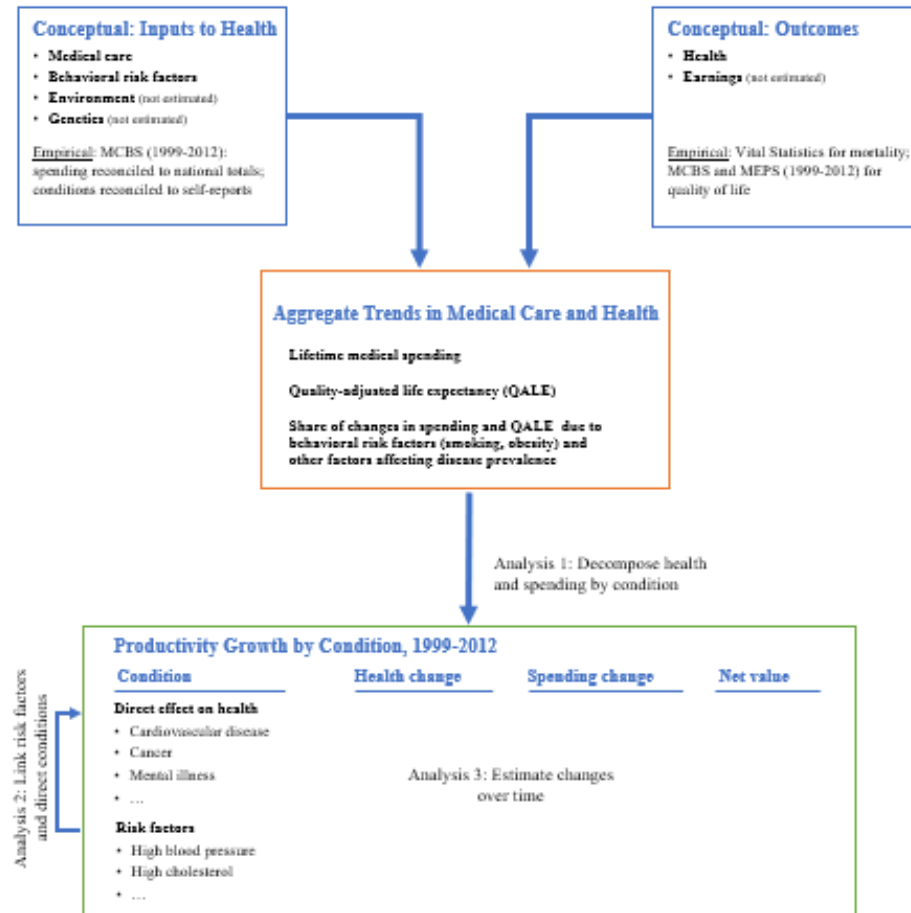 Conceptual: Inputs to Health
• Medical care
• Behavioral risk factors
• Environment (not estimated)
• Genetics (not estimated)
Empirical: MCBS (1999-2012):
spending reconciled to national totals;
conditions reconciled to self-reports
Conceptual: Outcomes
• Health
• Earnings (not estimated)
Empirical: Vital Statistics for mortality;
MCBS and MEPS (1999-2012) for
quality of life
Aggregate Trends in Medical Care and Health
Lifetime medical spending
Quality-adjusted life expectancy (QALE)
Share of changes in spending and QALE due to
behavioral risk factors (smoking, obesity) and
other factors affecting disease prevalence
Analysis 1: Decompose health
and spending by condition
Productivity Growth by Condition, 1999-2012
Condition Health change Spending change Net value
Direct effect on health
• Cardiovascular disease
• Cancer
• Mental illness
• ...
Analysis 3: Estimate changes
over time
Risk factors
• High blood pressure
• High cholesterol
• ...
Analysis 2: Link risk factors
and direct conditions